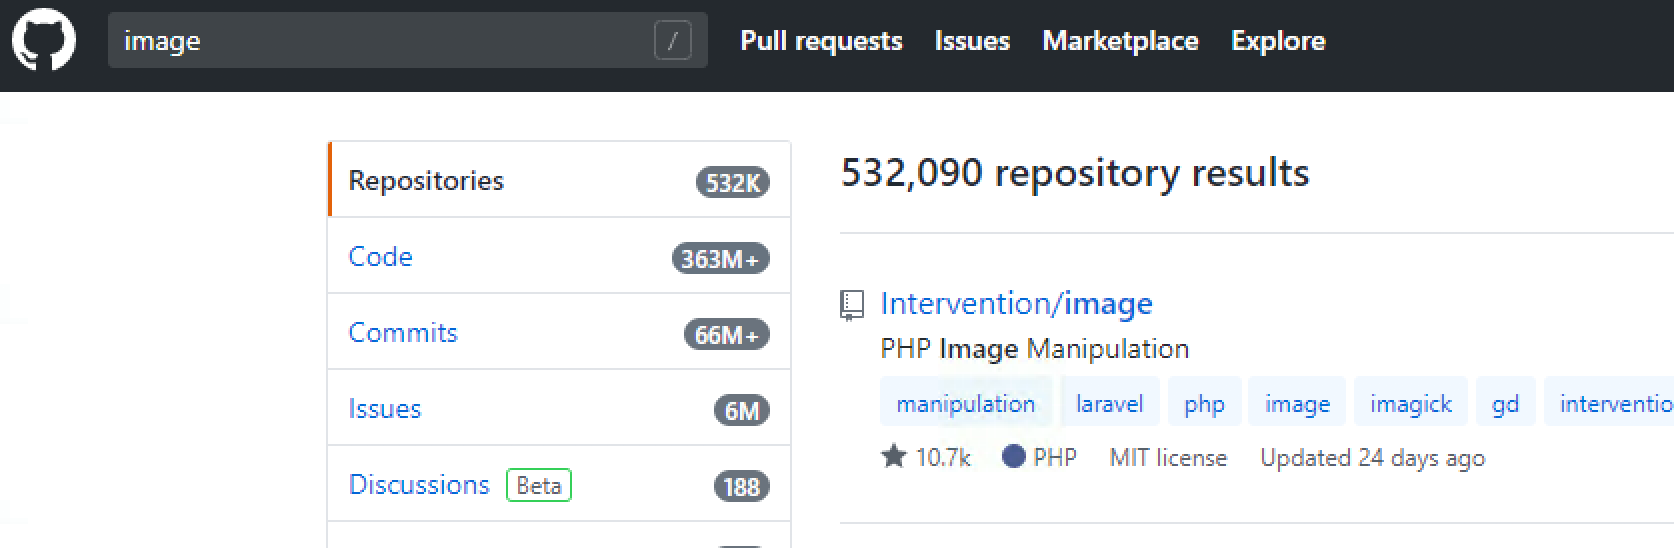 image /
Pull requests Issues Marketplace Explore
Repositories 532K
Code 363M+
Commits 66M+
Issues 6M
Discussions Beta 188
532,090 repository results
Intervention/image
PHP Image Manipulation
manipulation laravel php image imagick gd interventio
10.7k PHP MIT license Updated 24 days ago